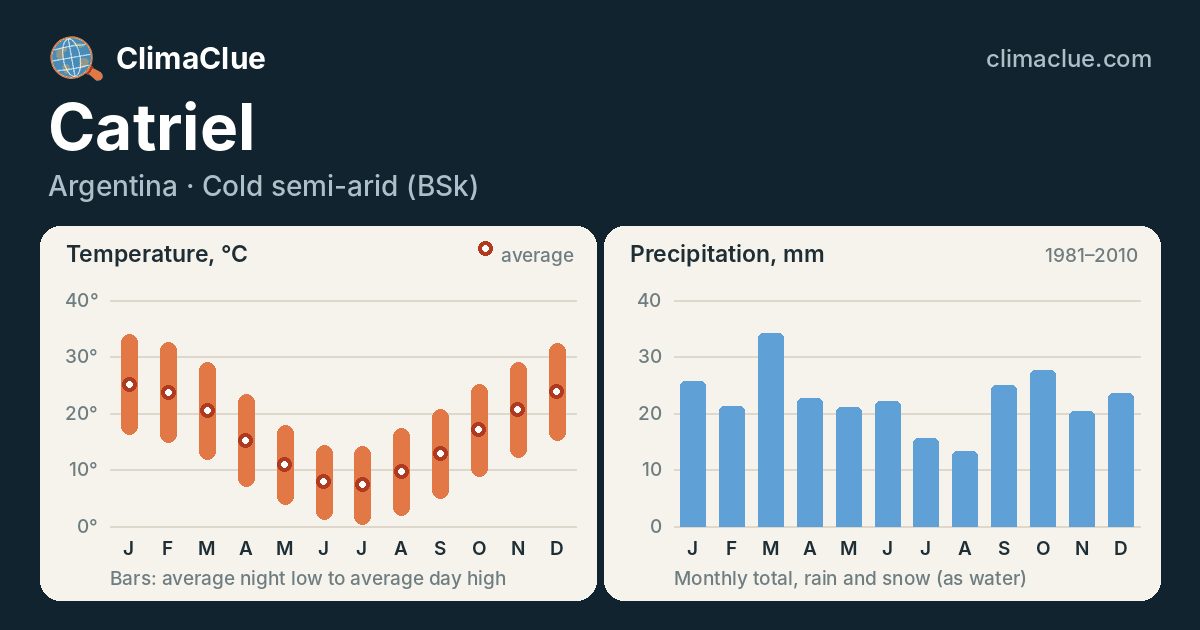 ClimaClue
climaclue.com
Catriel
Argentina · Cold semi-arid (BSk)
Temperature, °C
average
40°
30°
20°
10°
0°
J F M A M J J A S O N D
Bars: average night low to average day high
Precipitation, mm
1981–2010
40
30
20
10
0
J F M A M J J A S O N D
Monthly total, rain and snow (as water)